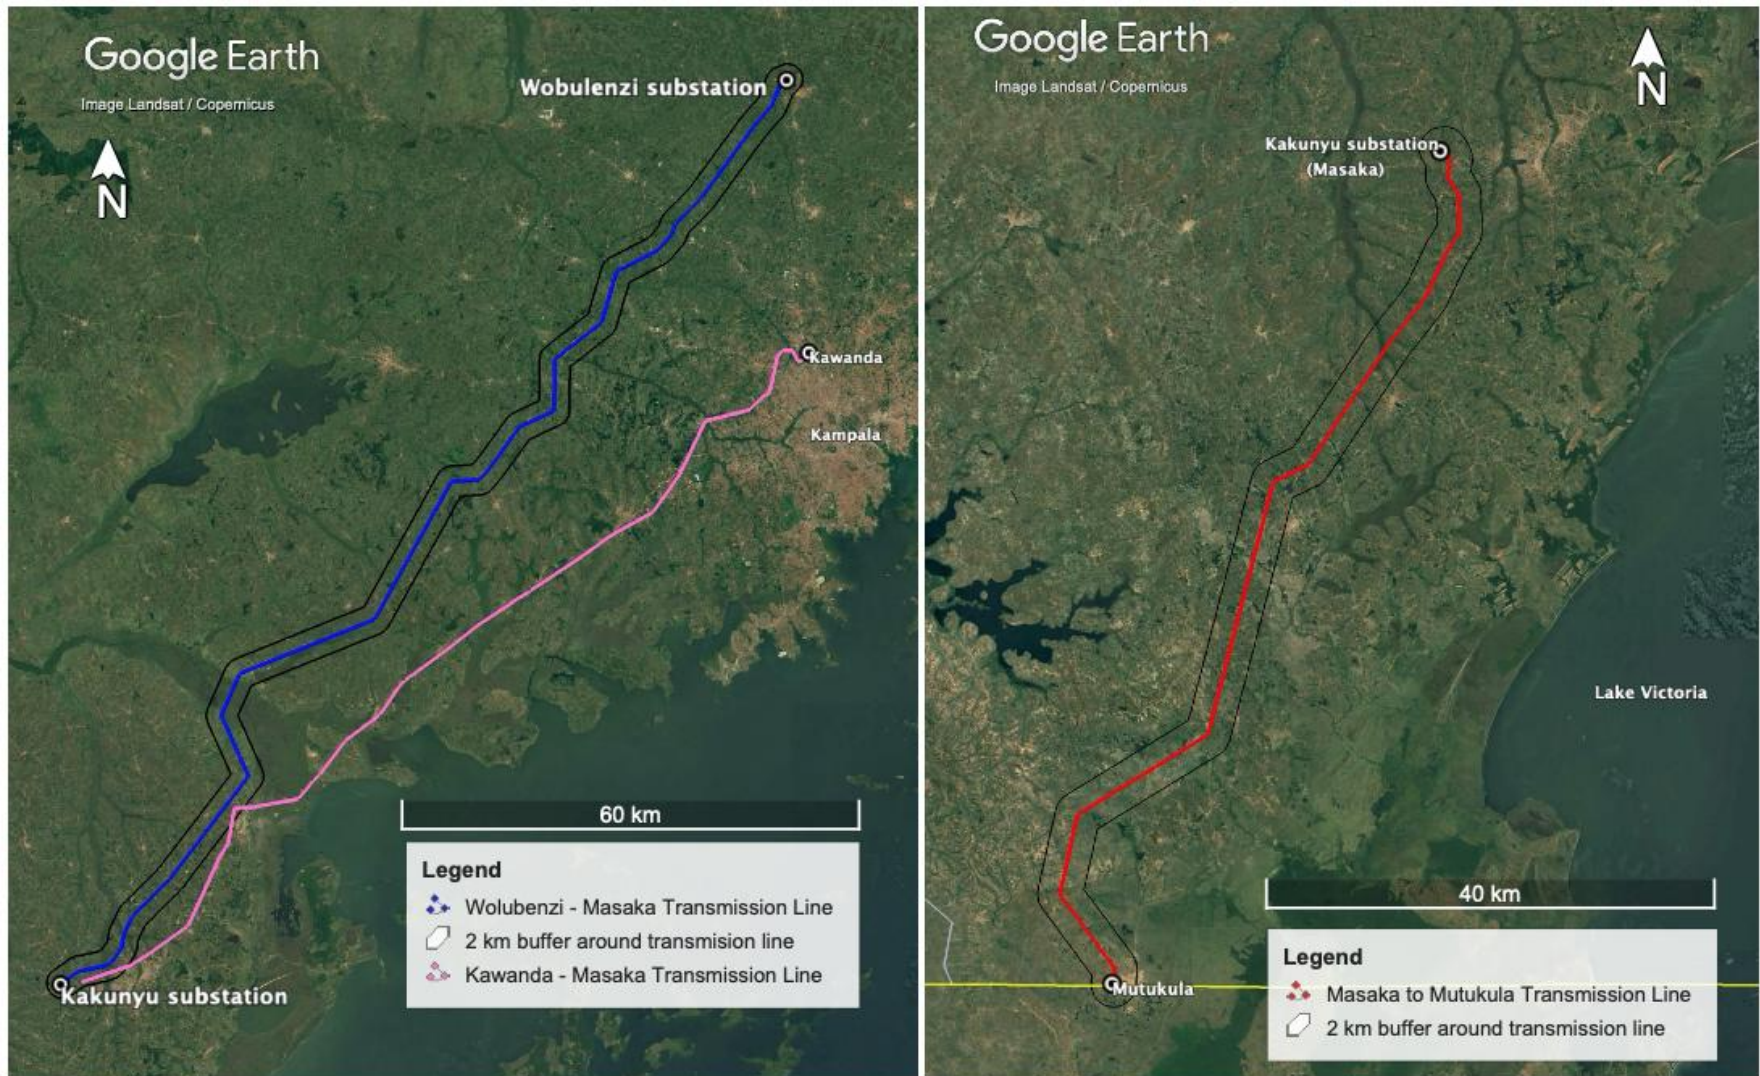 Google Earth
Image Landsat / Copernicus
N
Wobulenzi substation
Kawanda
Kampala
60 km
Legend
Wolubenzi - Masaka Transmission Line
2 km buffer around transmision line
Kawanda - Masaka Transmission Line
Kakunyu substation
Google Earth
Image Landsat / Copernicus
N
Kakunyu substation
(Masaka)
Lake Victoria
40 km
Legend
Masaka to Mutukula Transmission Line
2 km buffer around transmission line
Mutukula